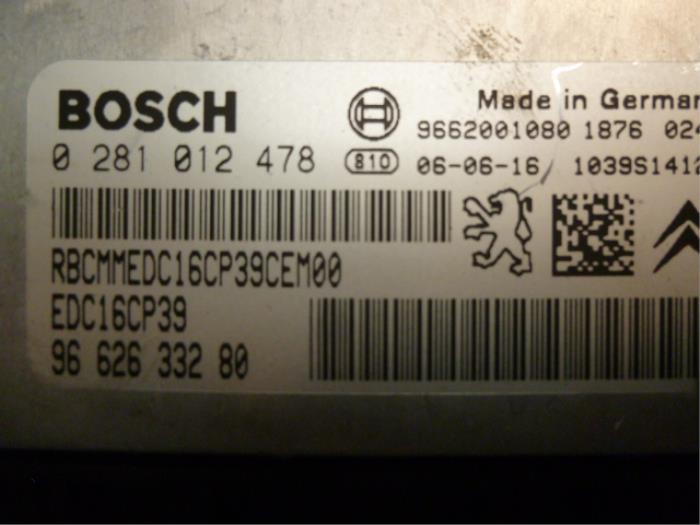 BOSCH
Made in German
9662001080 1876 024
0 281 012 478 810 06-06-16 1039S1412
RBCMMEDC16CP39CEM00
EDC16CP39
96 626 332 80